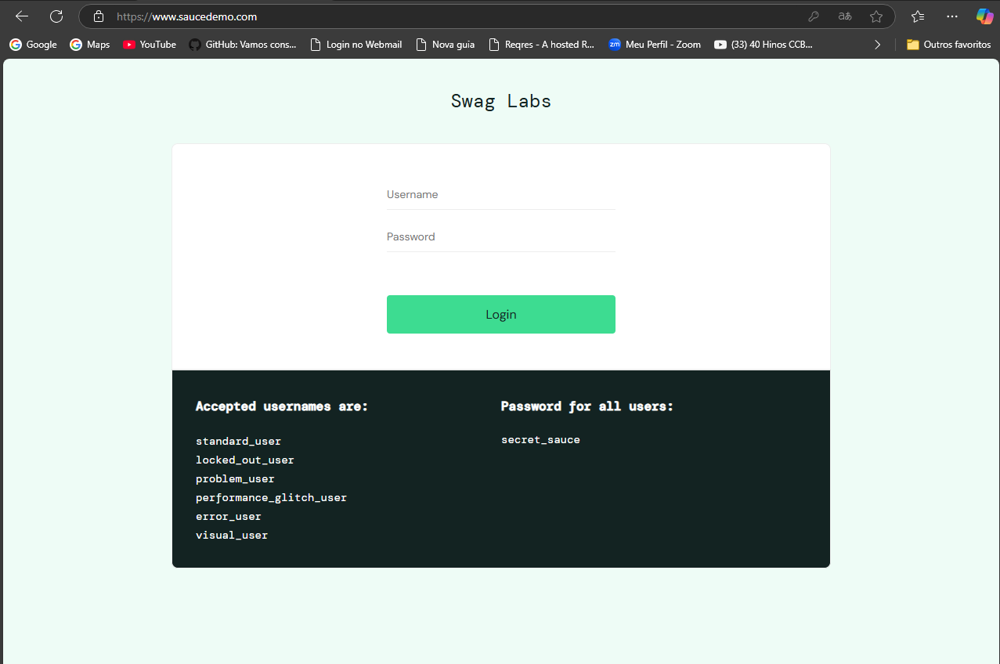 https://www.saucedemo.com
Google Maps YouTube GitHub: Vamos cons... Login no Webmail Nova guia Reqres - A hosted R... zm Meu Perfil - Zoom (33) 40 Hinos CCB... Outros favoritos
Swag Labs
Username
Password
Login
Accepted usernames are:
standard_user
locked_out_user
problem_user
performance_glitch_user
error_user
visual_user
Password for all users:
secret_sauce